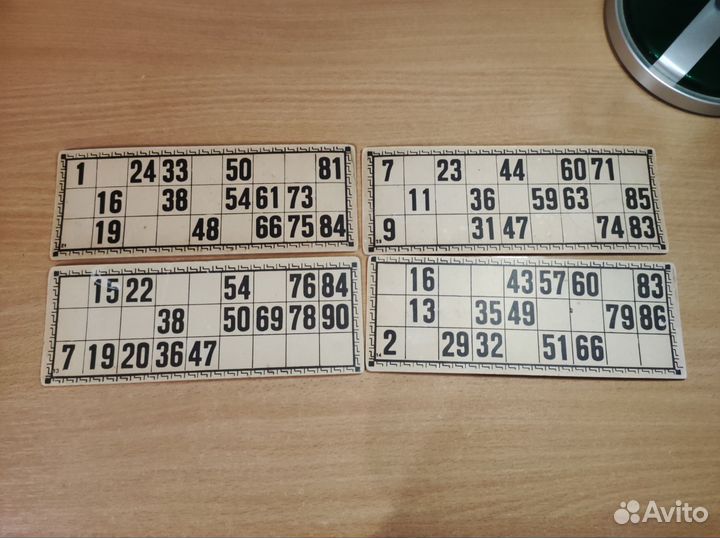 1 24 33 50 81
16 38 54 61 73
19 48 66 75 84
7 23 44 60 71
11 36 59 63 85
9 31 47 74 83
15 22 54 76 84
38 50 69 78 90
7 19 20 36 47
16 43 57 60 83
13 35 49 79 86
2 29 32 51 66
14
Avito